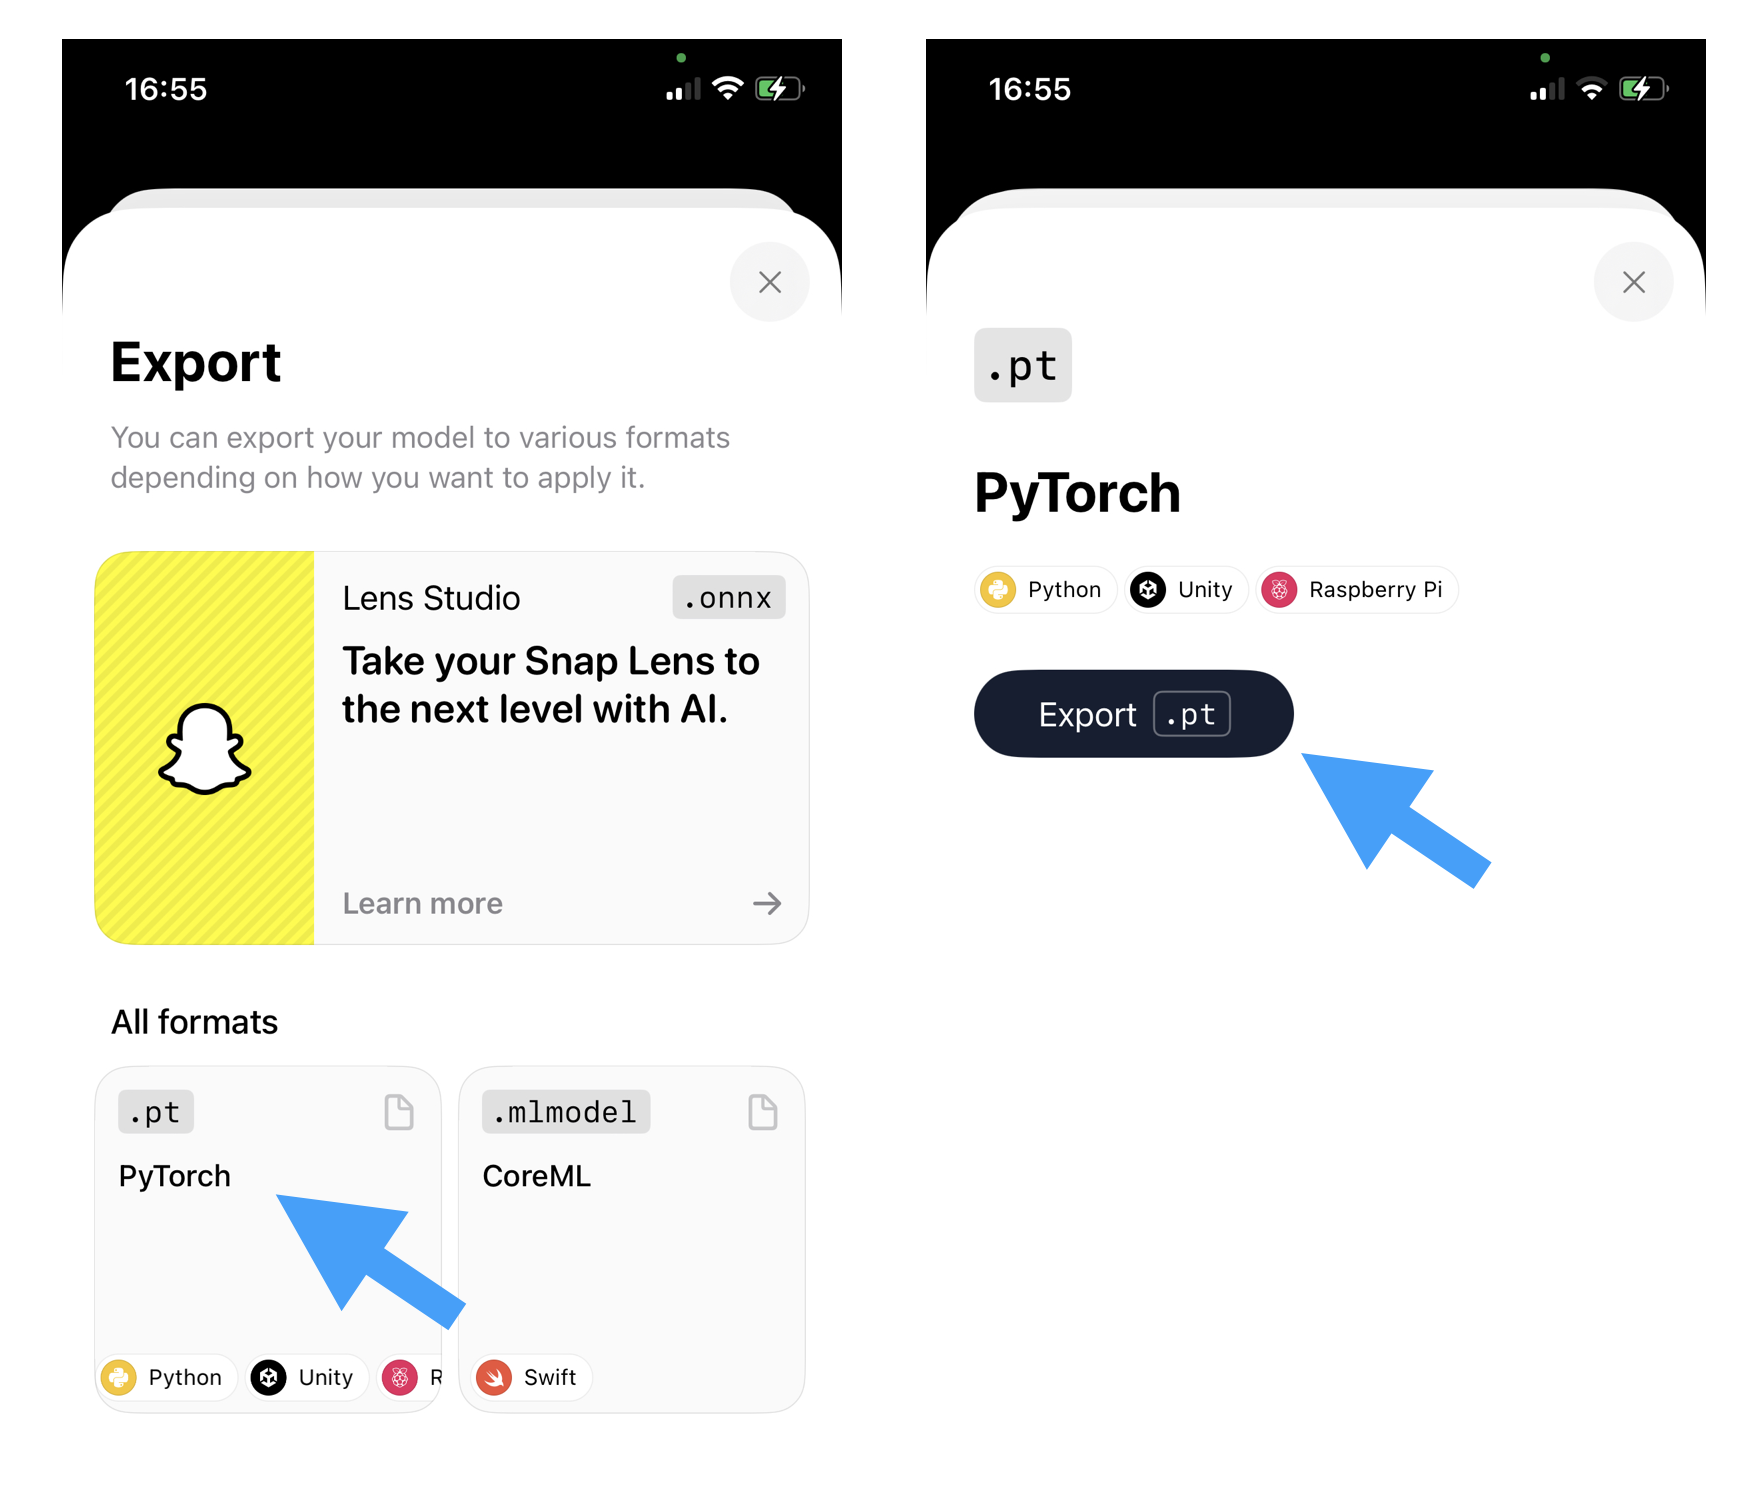 16:55
Export
You can export your model to various formats
depending on how you want to apply it.
Lens Studio .onnx
Take your Snap Lens to
the next level with AI.
Learn more
All formats
.pt
PyTorch
Python Unity R
.mlmodel
CoreML
Swift
16:55
.pt
PyTorch
Python Unity Raspberry Pi
Export .pt